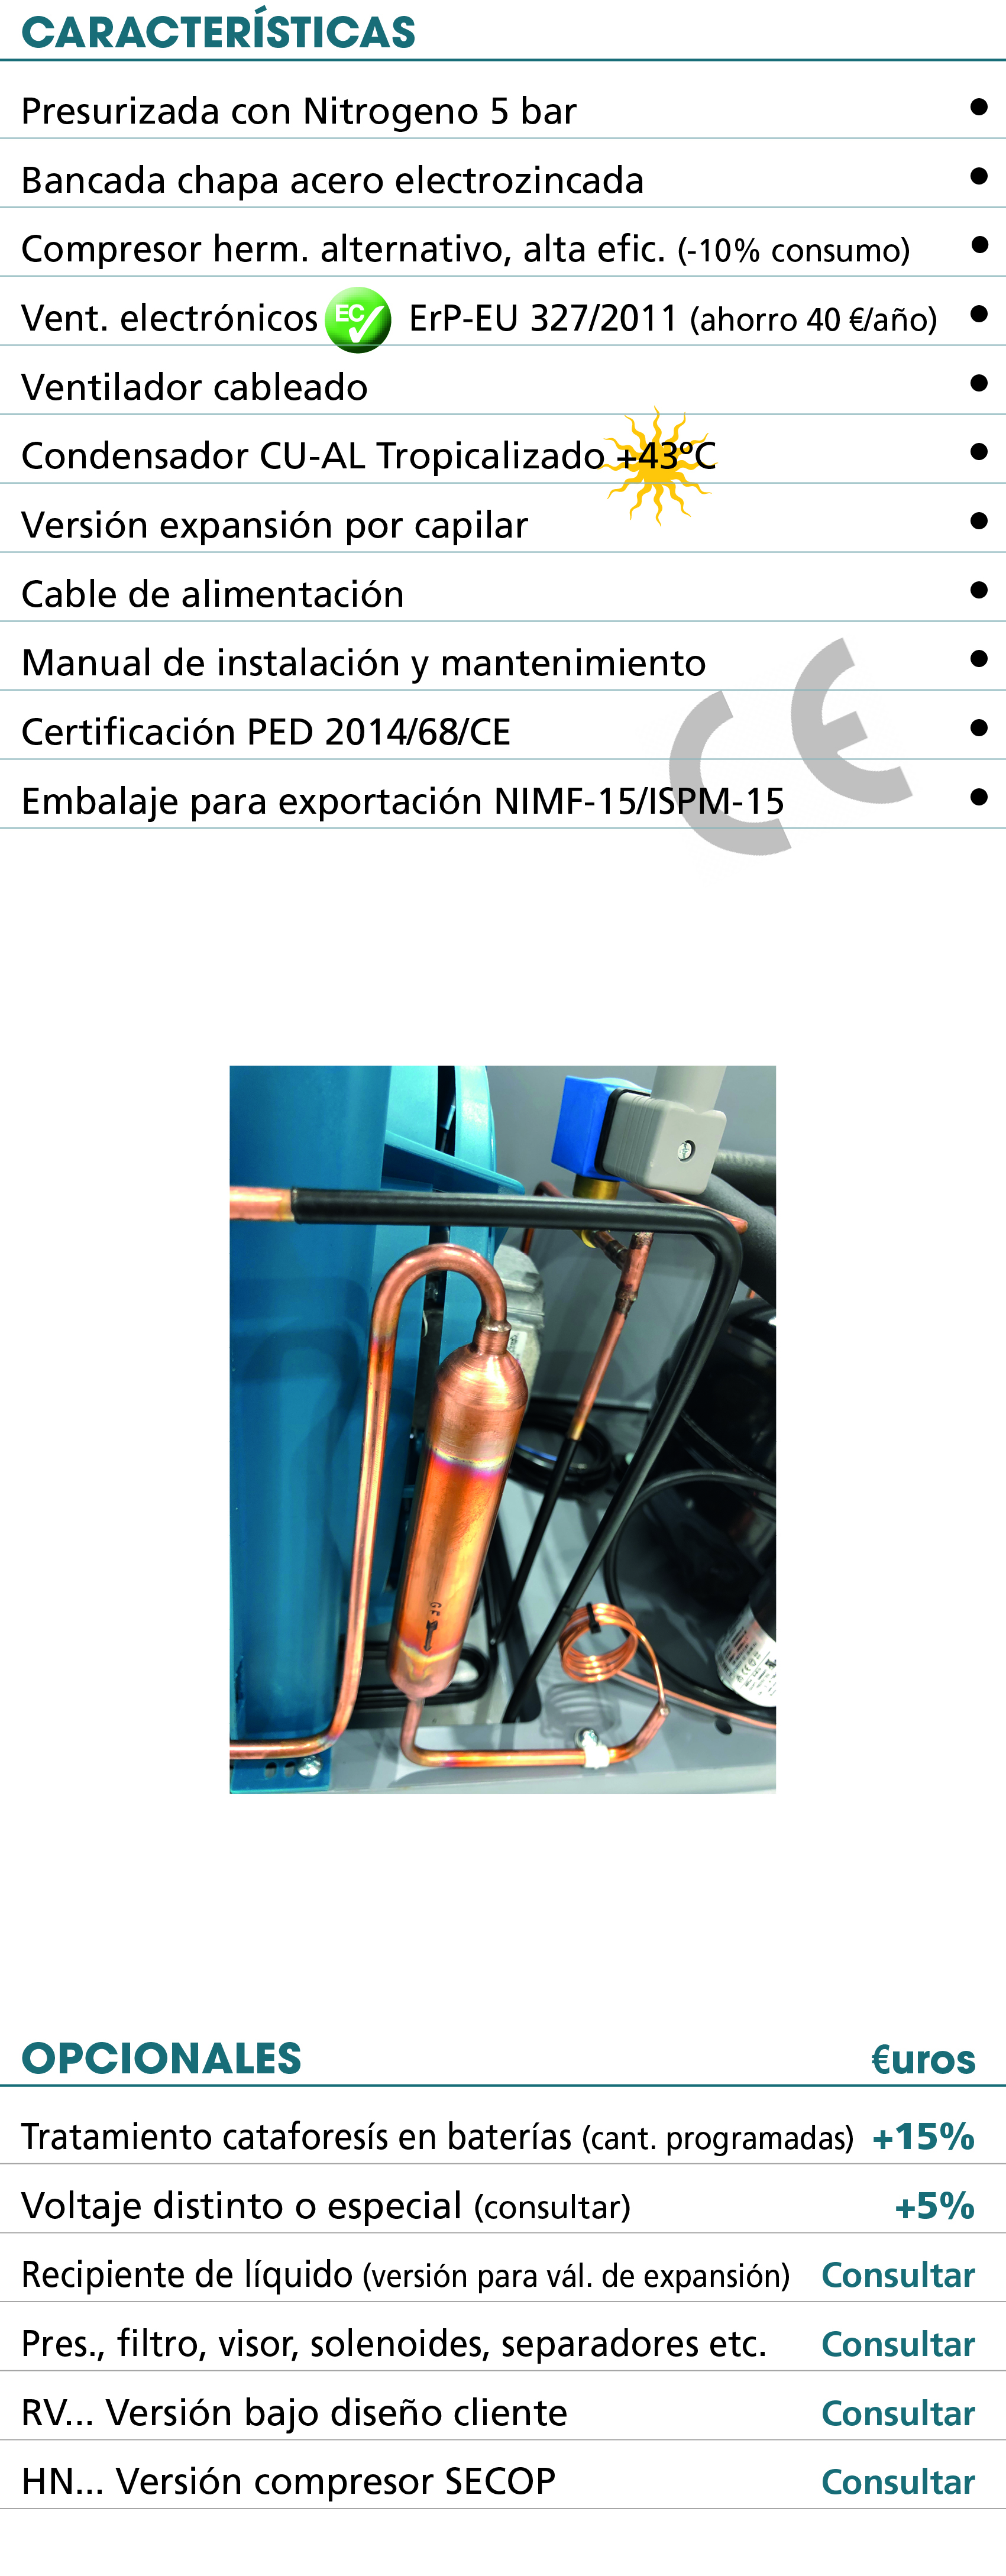 CARACTERÍSTICAS
Presurizada con Nitrogeno 5 bar •
Bancada chapa acero electrozincada •
Compresor herm. alternativo, alta efic. (-10% consumo) •
Vent. electrónicos EC ErP-EU 327/2011 (ahorro 40 €/año) •
Ventilador cableado •
Condensador CU-AL Tropicalizado +43ºC •
Versión expansión por capilar •
Cable de alimentación •
Manual de instalación y mantenimiento •
Certificación PED 2014/68/CE •
Embalaje para exportación NIMF-15/ISPM-15 •
CE
GF
OPCIONALES €uros
Tratamiento cataforesís en baterías (cant. programadas) +15%
Voltaje distinto o especial (consultar) +5%
Recipiente de líquido (versión para vál. de expansión) Consultar
Pres., filtro, visor, solenoides, separadores etc. Consultar
RV... Versión bajo diseño cliente Consultar
HN... Versión compresor SECOP Consultar